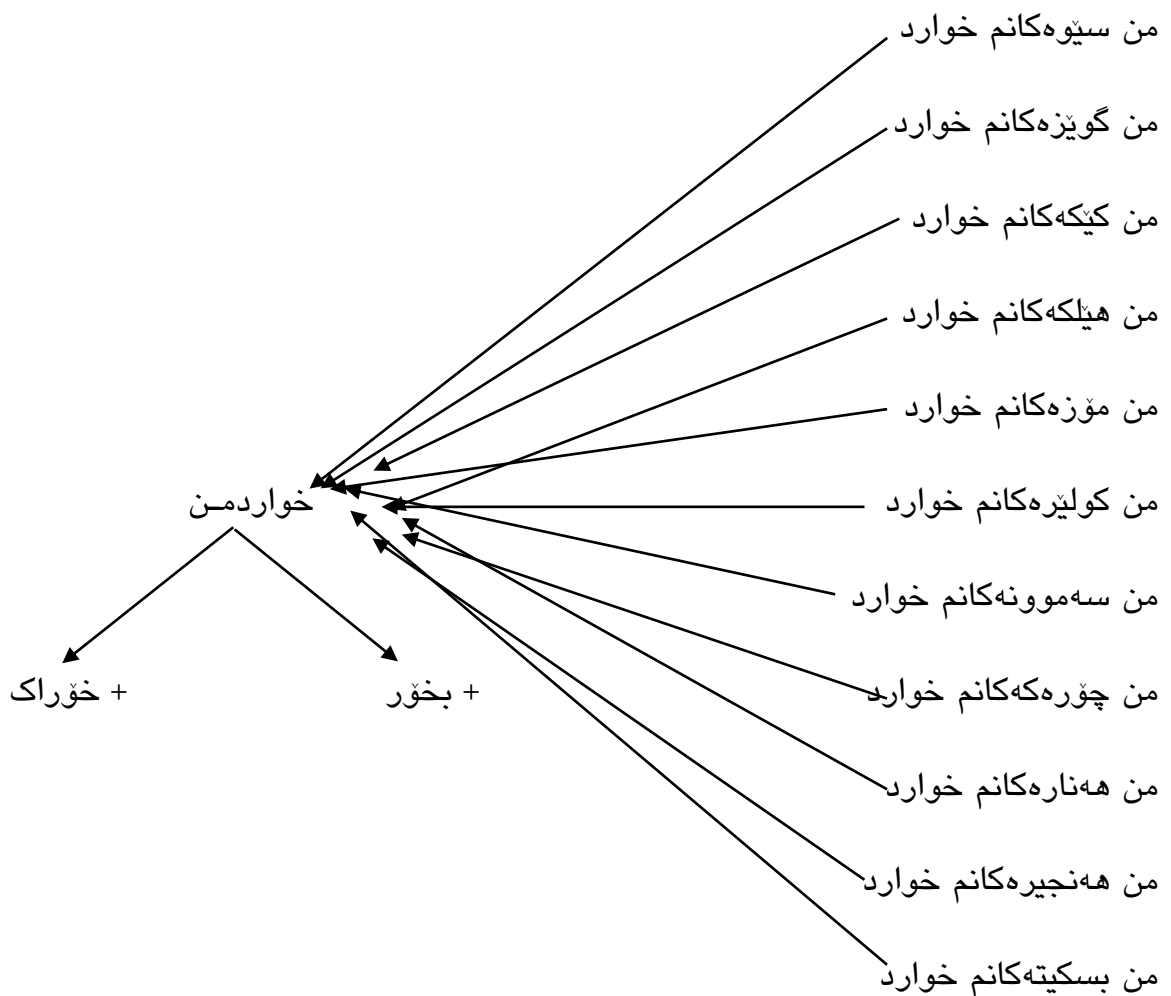 من سێوەکانم خوارد
من گوێزەکانم خوارد
من کێکەکانم خوارد
من هێلکەکانم خوارد
من مۆزەکانم خوارد
من کولێرەکانم خوارد
خواردمـن
من سەموونەکانم خوارد
من چۆرەکەکانم خوارد
+ بخۆر
+ خۆراک
من هەنارەکانم خوارد
من هەنجیرەکانم خوارد
من بسکیتەکانم خوارد